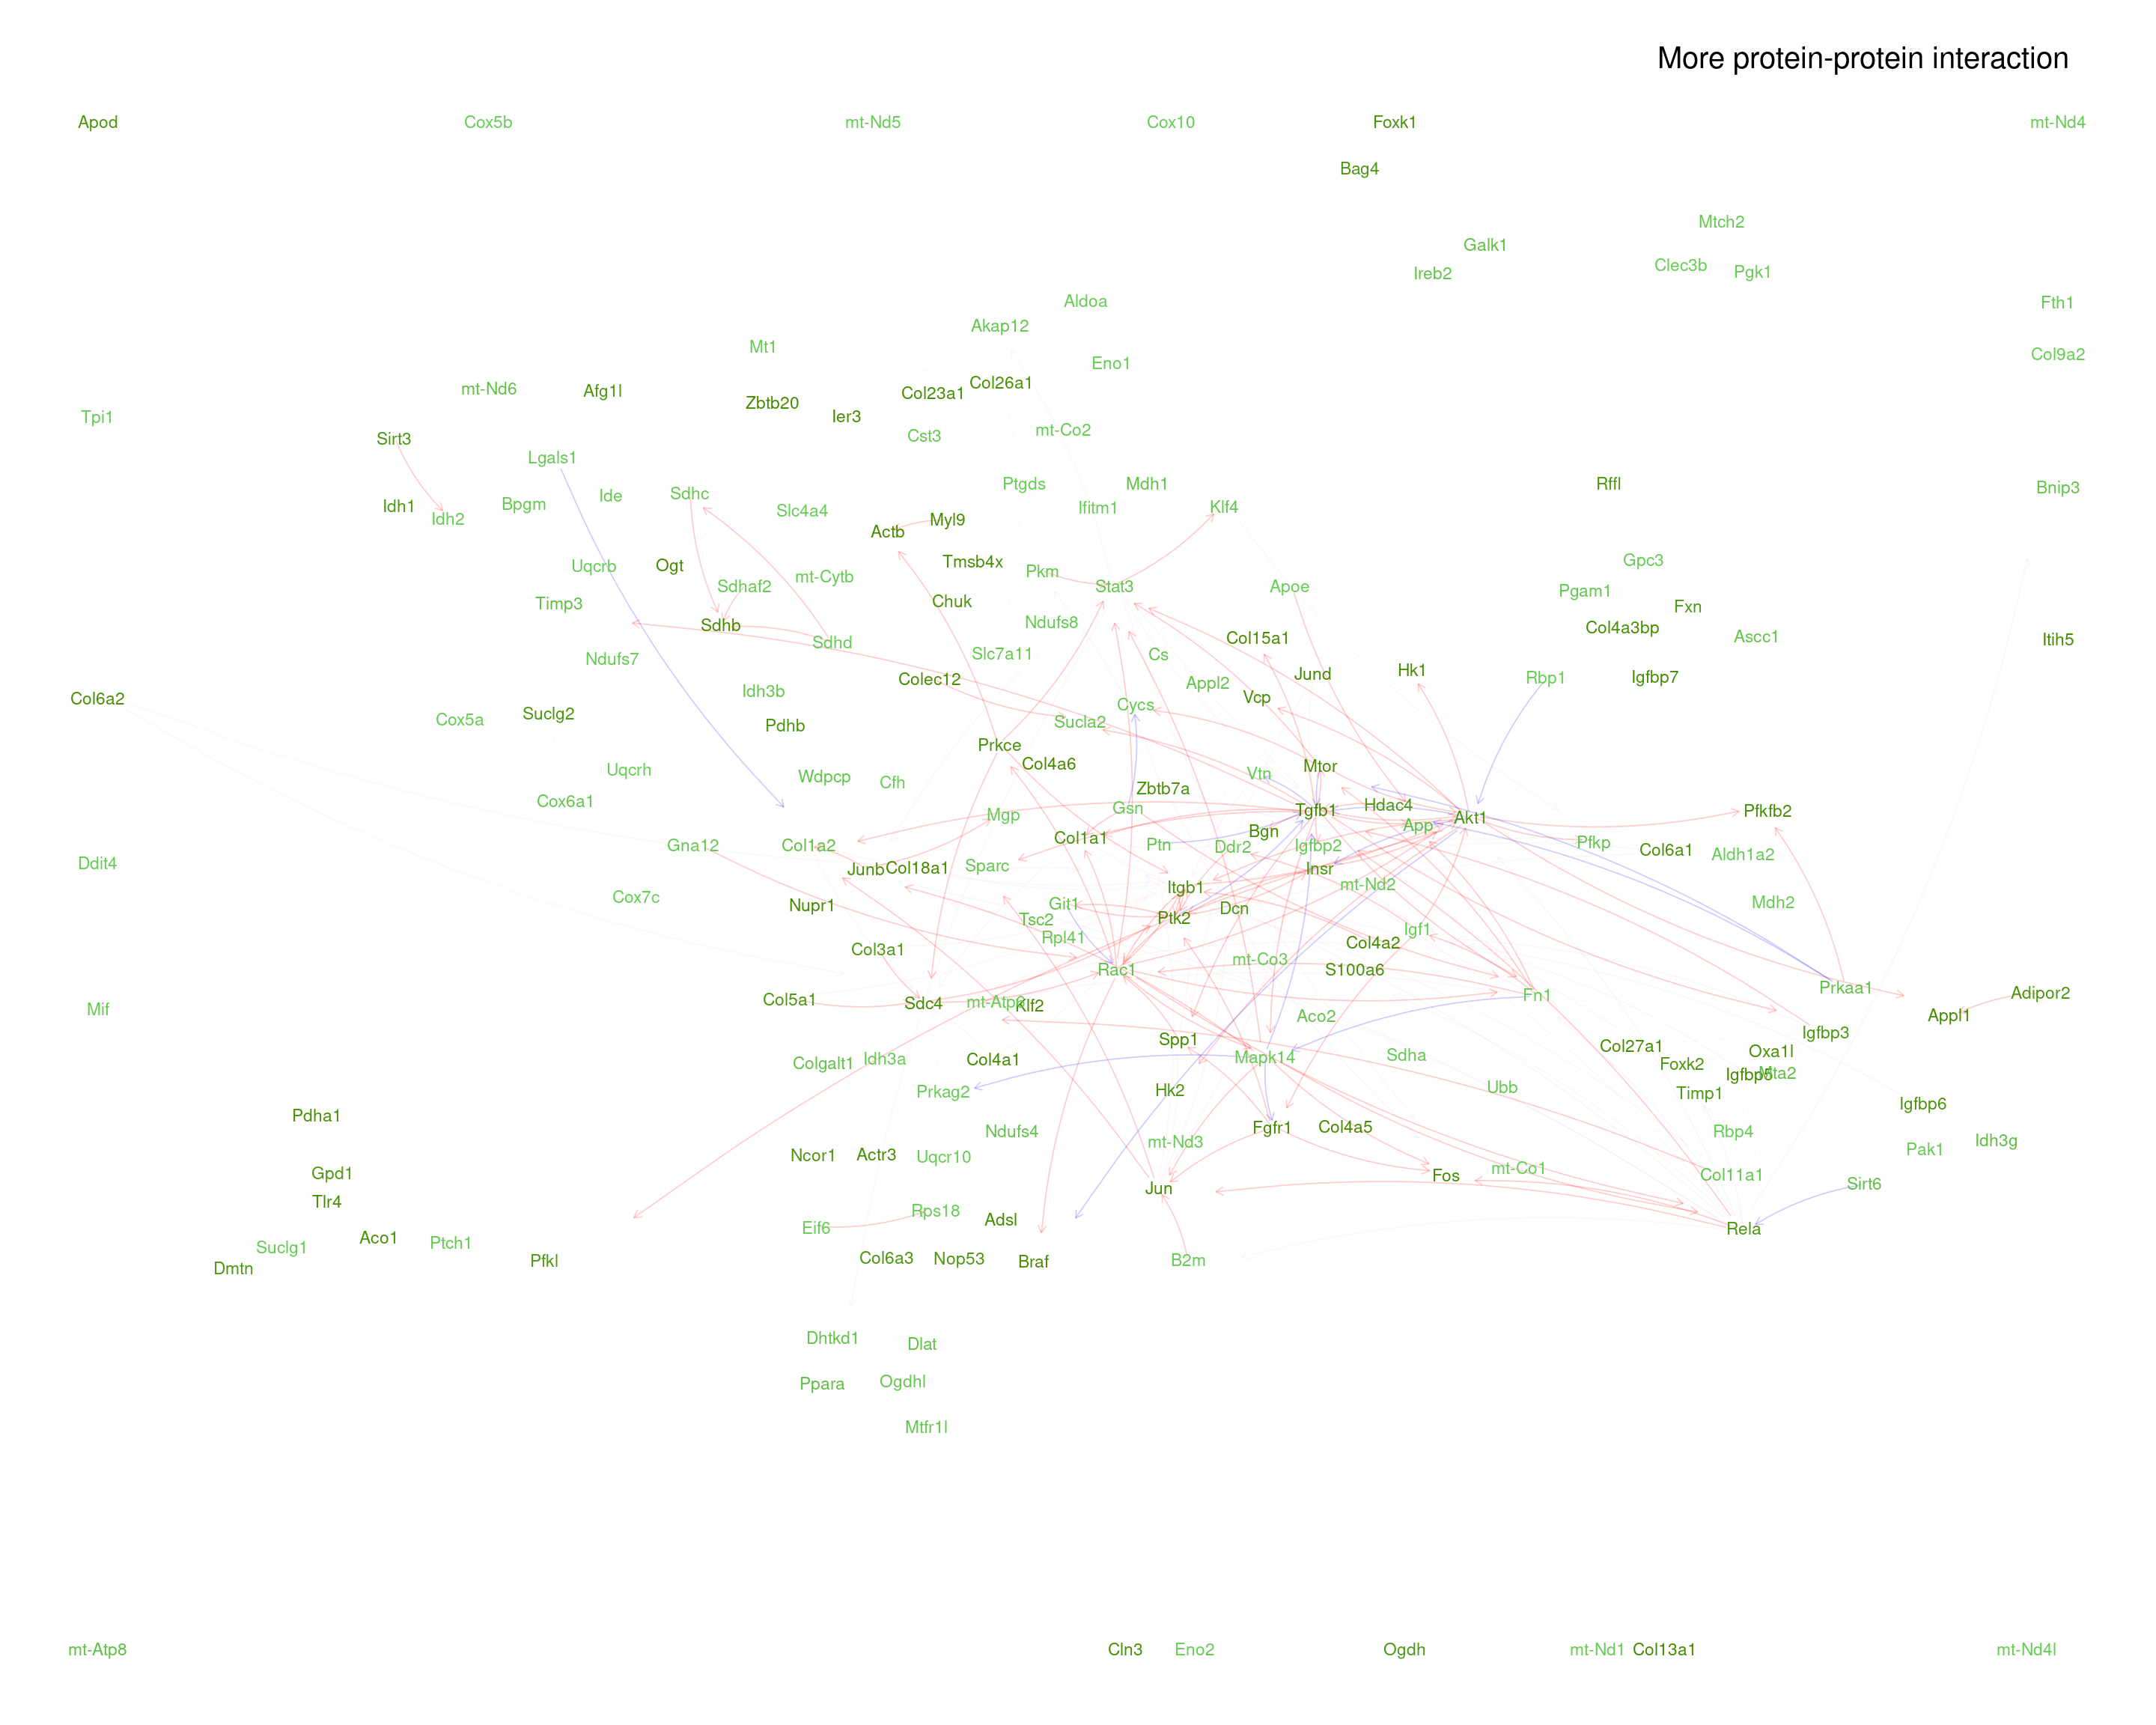 More protein-protein interaction
Apod Cox5b mt-Nd5 Cox10 Foxk1 mt-Nd4
Bag4
Mtch2
Galk1
Clec3b
Ireb2 Pgk1
Aldoa Fth1
Akap12
Mt1
Col9a2
Eno1
Col26a1
mt-Nd6 Afg1l Col23a1
Zbtb20
Tpi1 Ier3
mt-Co2
Sirt3 Cst3
Lgals1
Ptgds Mdh1 Rffl Bnip3
Ide Sdhc
Idh1 Bpgm Slc4a4 Ifitm1 Klf4
Idh2 Myl9
Actb
Uqcrb Ogt Tmsb4x Gpc3
Pkm
mt-Cytb
Sdhaf2 Stat3 Apoe Pgam1
Timp3 Chuk Fxn
Sdhb Ndufs8 Col4a3bp
Sdhd Col15a1 Ascc1 Itih5
Ndufs7 Slc7a11 Cs
Colec12 Jund Hk1 Rbp1 Igfbp7
Idh3b Appl2
Col6a2 Vcp
Cox5a Suclg2 Pdhb Sucla2 Cycs
Prkce
Uqcrh Wdpcp Cfh Col4a6 Vtn Mtor
Cox6a1 Zbtb7a
Mgp Gsn Tgfb1 Hdac4 Akt1 Pfkfb2
App
Gna12 Col1a2 Col1a1 Ptn Bgn Ddr2 Igfbp2 Pfkp Col6a1 Aldh1a2
Ddit4 Junb Col18a1 Sparc Insr
Cox7c Nupr1 Itgb1 mt-Nd2
Git1 Dcn Mdh2
Tsc2 Ptk2
Rpl41 Igf1
Col3a1 Col4a2
Rac1 mt-Co3 S100a6
Col5a1 Sdc4 Klf2 Fn1 Prkaa1 Adipor2
Mif Aco2 Appl1
Spp1 Igfbp3
Colgalt1 Idh3a Col4a1 Mapk14 Sdha Col27a1 Oxa1l
Foxk2
Prkag2 Hk2 Ubb Timp1 Igfbp5 Mta2
Pdha1 Igfbp6
Ndufs4 Fgfr1 Col4a5 Rbp4
mt-Nd3 Idh3g
Ncor1 Actr3 Uqcr10 Pak1
Gpd1 mt-Co1 Col11a1
Jun Fos Sirt6
Tlr4
Rps18 Adsl
Eif6 Rela
Suclg1 Aco1 Ptch1
Dmtn Pfkl Col6a3 Nop53 Braf B2m
Dhtkd1 Dlat
Ppara Ogdhl
Mtfr1l
mt-Atp8 Cln3 Eno2 Ogdh mt-Nd1 Col13a1 mt-Nd4l